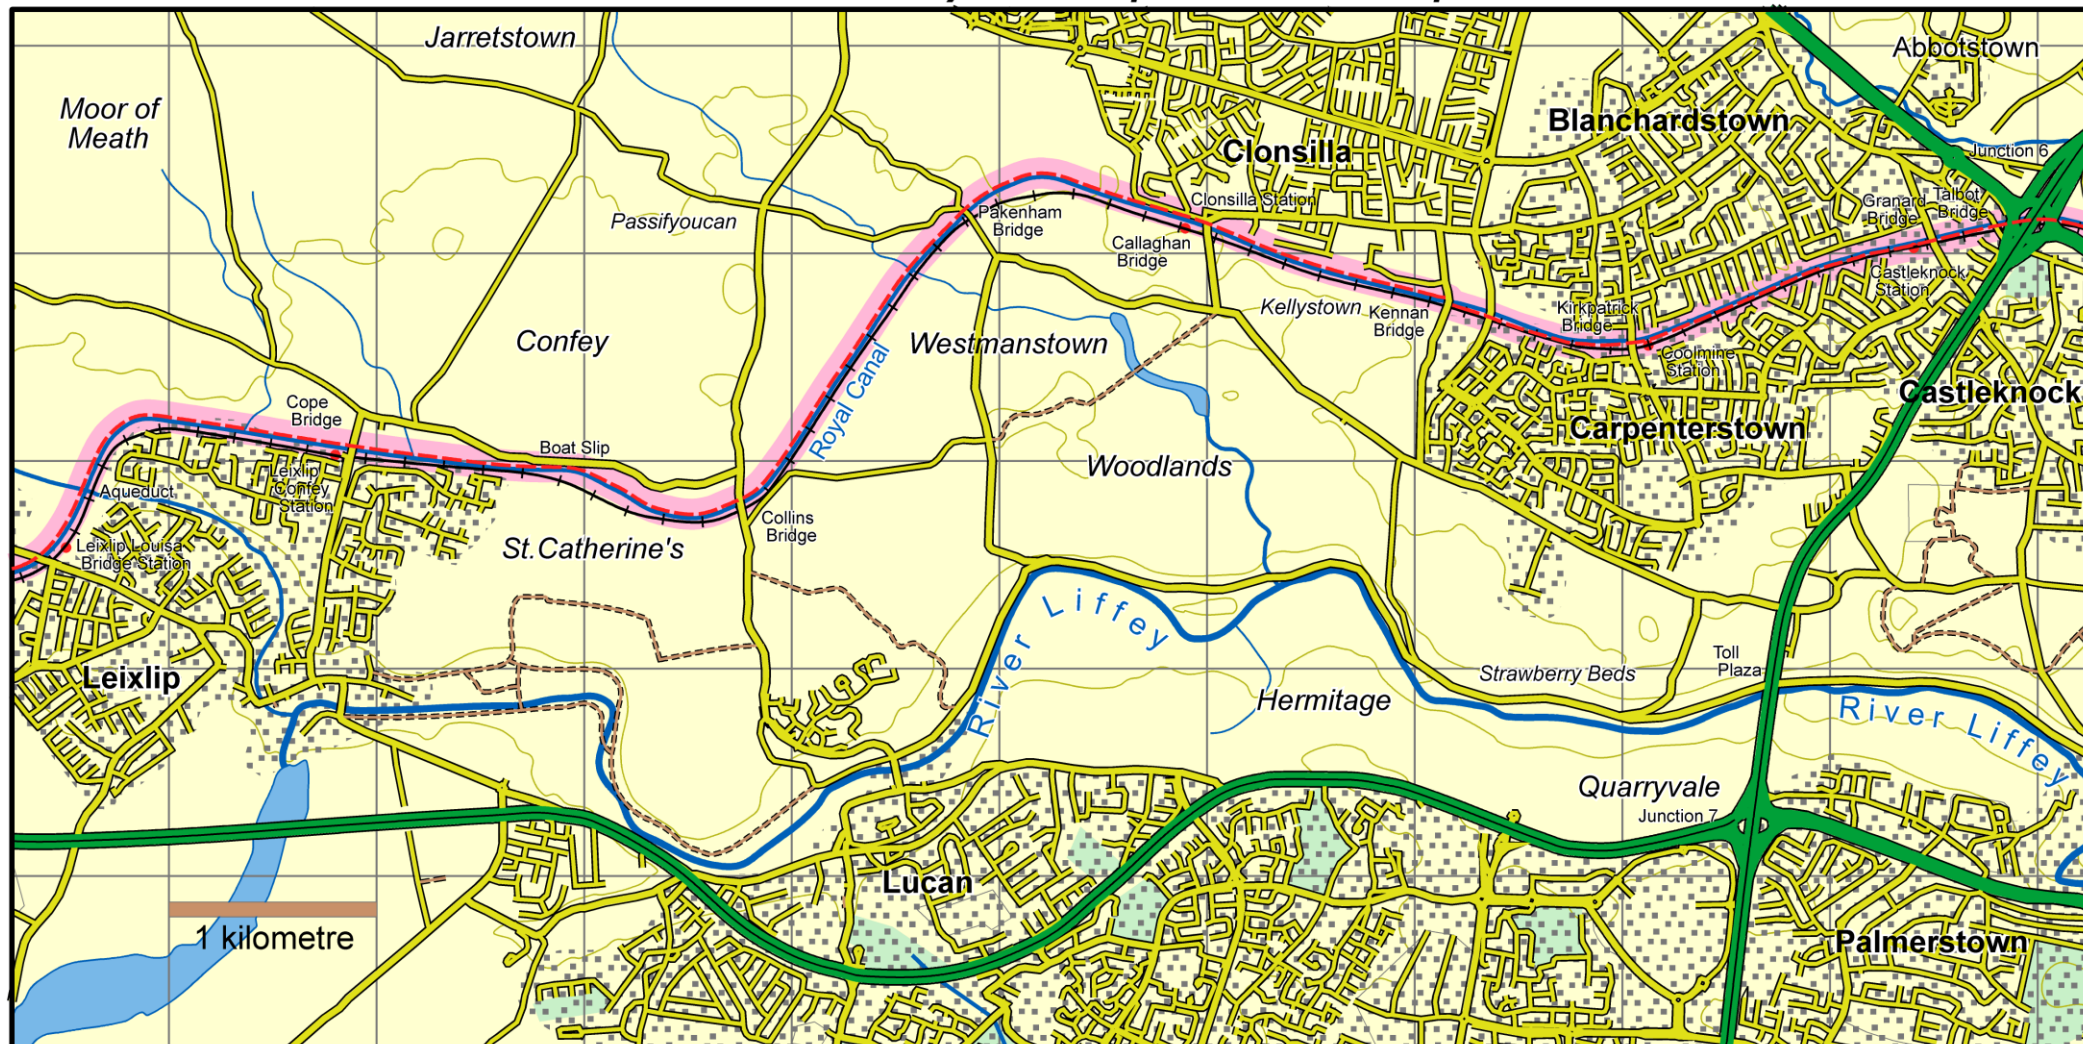 Jarretstown
Abbotstown
Moor of
Meath
Blanchardstown
Clonsilla
Junction 6
Clonsilla Station
Granard
Bridge
Talbot
Bridge
Passifyoucan
Pakenham
Bridge
Callaghan
Bridge
Castleknock
Station
Kellystown
Kennan
Bridge
Kirkpatrick
Bridge
Confey
Westmanstown
Coolmine
Station
Royal Canal
Castleknock
Cope
Bridge
Carpenterstown
Boat Slip
Woodlands
Leixlip
Confey
Station
Aqueduct
Collins
Bridge
St.Catherine's
Leixlip Louisa
Bridge Station
River Liffey
Leixlip
Toll
Plaza
Strawberry Beds
Hermitage
River Liffey
Quarryvale
Junction 7
Lucan
1 kilometre
Palmerstown